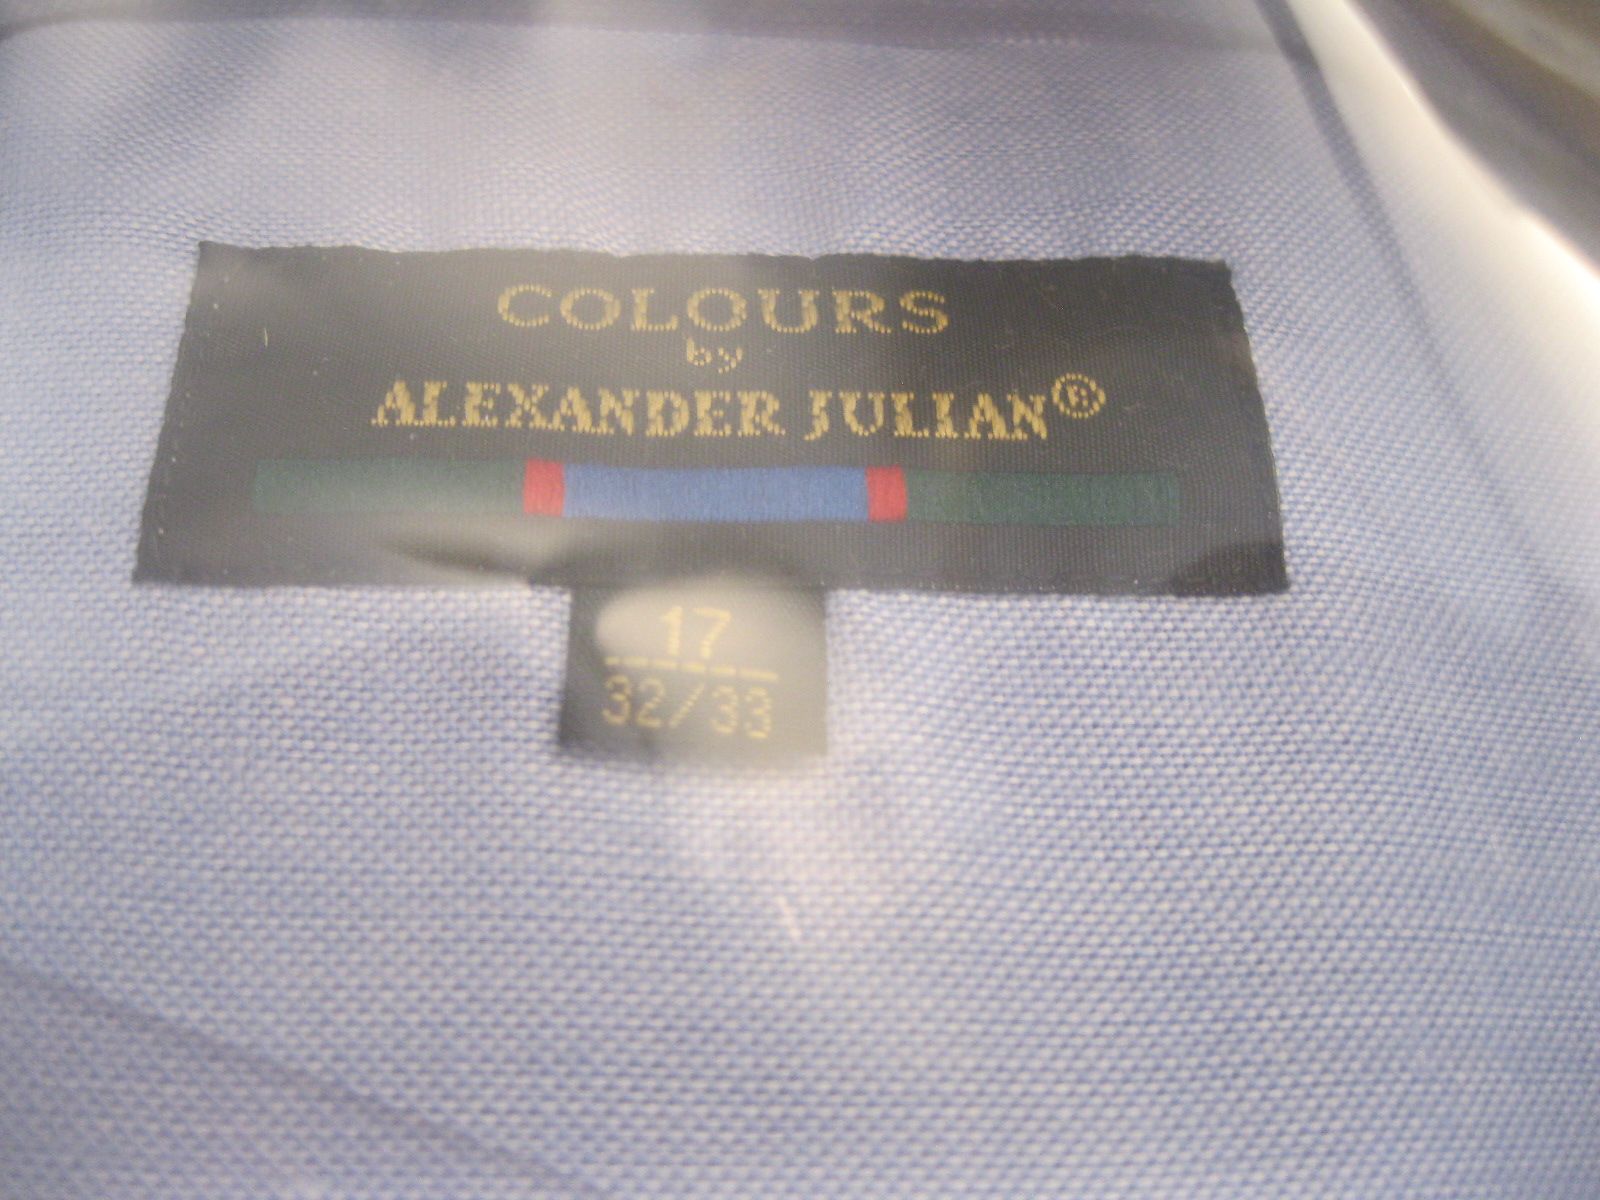 COLOURS
by
ALEXANDER JULIAN®
17
32/33